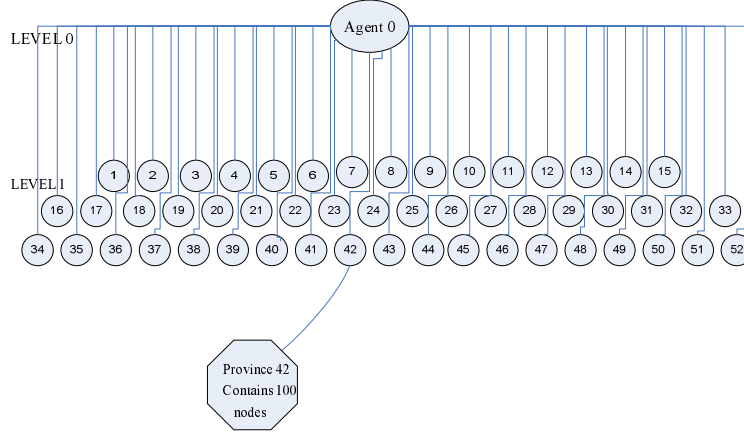 Agent 0
LEVEL 0
1 2 3 4 5 6 7 8 9 10 11 12 13 14 15
LEVEL 1
16 17 18 19 20 21 22 23 24 25 26 27 28 29 30 31 32 33
34 35 36 37 38 39 40 41 42 43 44 45 46 47 48 49 50 51 52
Province 42
Contains 100
nodes